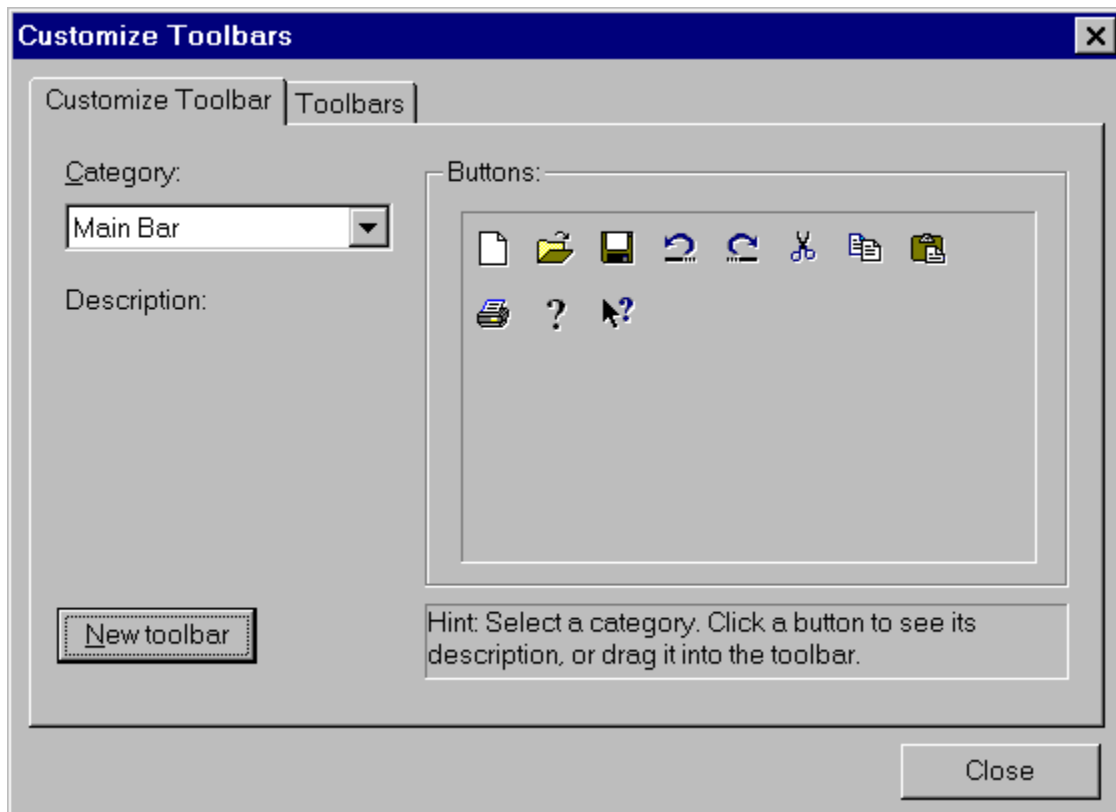 Customize Toolbars
Customize Toolbar
Toolbars
Category:
Main Bar
Description:
Buttons:
?
?
New toolbar
Hint: Select a category. Click a button to see its
description, or drag it into the toolbar.
Close